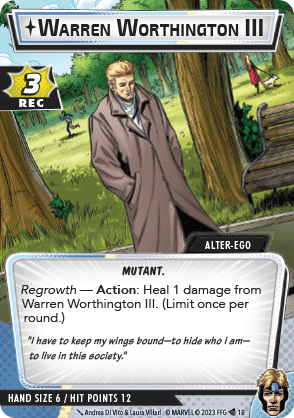 WARREN WORTHINGTON III
3
REC
ALTER-EGO
MUTANT.
Regrowth — Action: Heal 1 damage from
Warren Worthington III. (Limit once per
round.)
"I have to keep my wings bound—to hide who I am—
to live in this society."
HAND SIZE 6 / HIT POINTS 12
Andrea Di Vito & Laura Villari © MARVEL © 2023 FFG 18